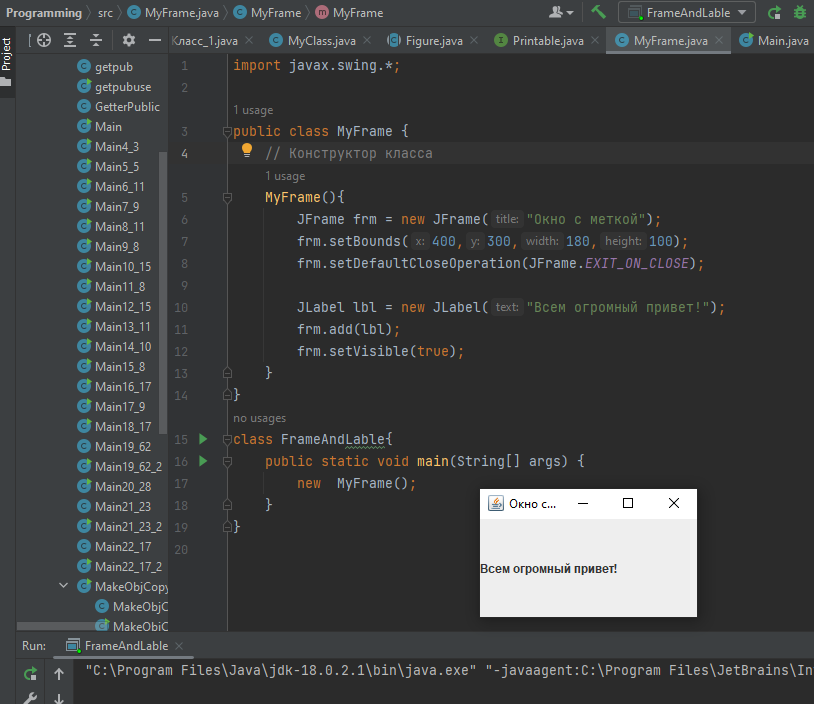 Programming src MyFrame.java MyFrame MyFrame FrameAndLable
Project
Класс_1.java MyClass.java Figure.java Printable.java MyFrame.java Main.java
getpub
getpubuse
GetterPublic
Main
Main4_3
Main5_5
Main6_11
Main7_9
Main8_11
Main9_8
Main10_15
Main11_8
Main12_15
Main13_11
Main14_10
Main15_8
Main16_17
Main17_9
Main18_17
Main19_62
Main19_62_2
Main20_28
Main21_23
Main21_23_2
Main22_17
Main22_17_2
MakeObjCopy
MakeObjC
MakeObjC
1 import javax.swing.*;
2
1 usage
3 public class MyFrame {
4 // Конструктор класса
1 usage
5 MyFrame(){
6 JFrame frm = new JFrame( title: "Окно с меткой");
7 frm.setBounds( x: 400, y: 300, width: 180, height: 100);
8 frm.setDefaultCloseOperation(JFrame.EXIT_ON_CLOSE);
9
10 JLabel lbl = new JLabel( text: "Всем огромный привет!");
11 frm.add(lbl);
12 frm.setVisible(true);
13 }
14 }
no usages
15 class FrameAndLable{
16 public static void main(String[] args) {
17 new  MyFrame();
18 }
19 }
20
Окно с...
Всем огромный привет!
Run: FrameAndLable
"C:\Program Files\Java\jdk-18.0.2.1\bin\java.exe" "-javaagent:C:\Program Files\JetBrains\In